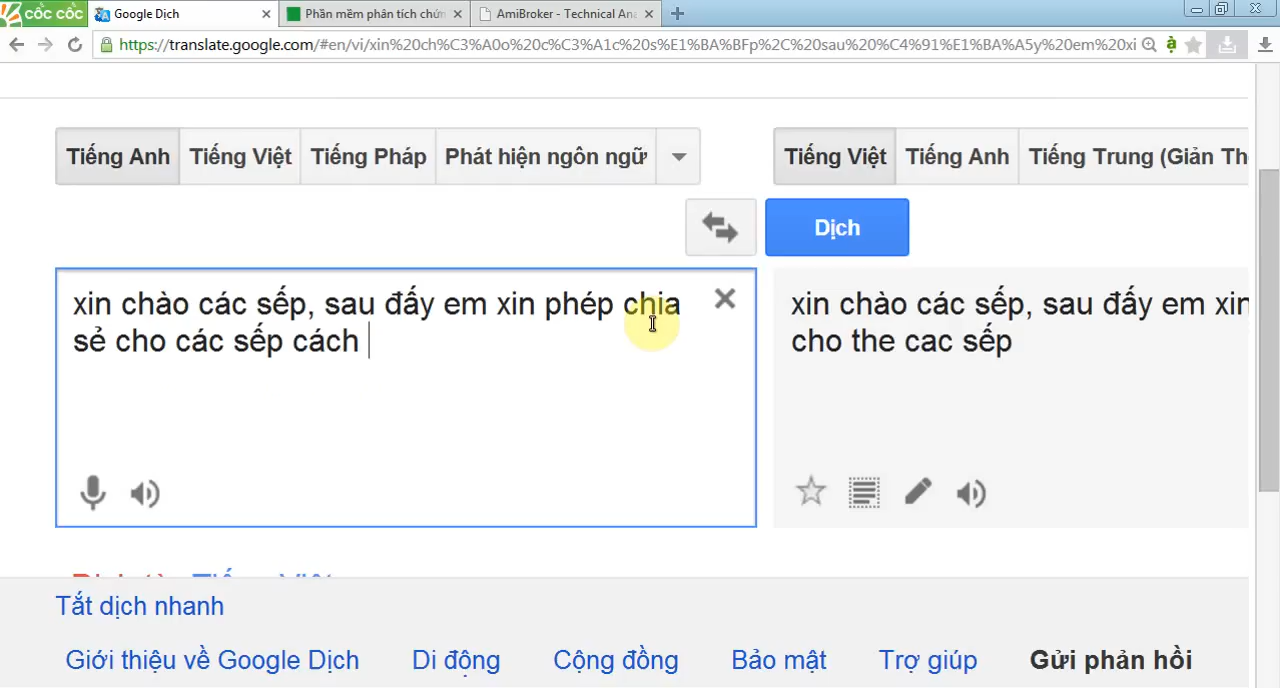 cốc cốc Google Dịch Phần mềm phân tích chứn AmiBroker - Technical Ana
https://translate.google.com/#en/vi/xin%20ch%C3%A0o%20c%C3%A1c%20s%E1%BA%BFp%2C%20sau%20%C4%91%E1%BA%A5y%20em%20xi
Tiếng Anh Tiếng Việt Tiếng Pháp Phát hiện ngôn ngữ Tiếng Việt Tiếng Anh Tiếng Trung (Giản Th
Dịch
xin chào các sếp, sau đấy em xin phép chia
sẻ cho các sếp cách
xin chào các sếp, sau đấy em xin
cho the cac sếp
Tắt dịch nhanh
Giới thiệu về Google Dịch Di động Cộng đồng Bảo mật Trợ giúp Gửi phản hồi